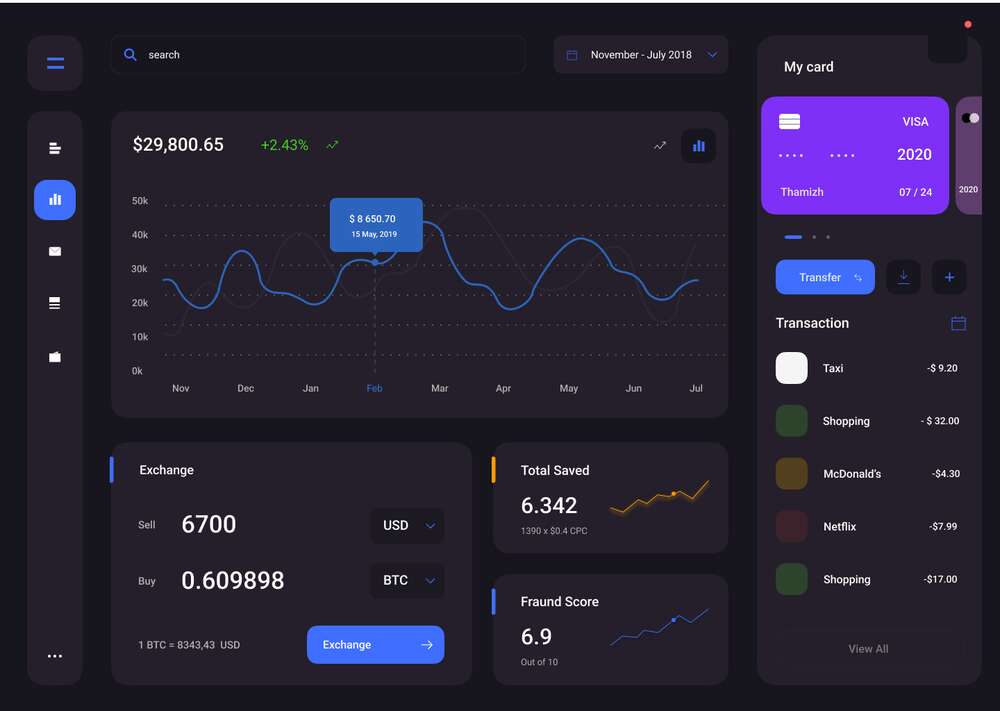 search
November - July 2018
$29,800.65
+2.43%
50k
40k
30k
20k
10k
0k
$ 8 650.70
15 May, 2019
Nov
Dec
Jan
Feb
Mar
Apr
May
Jun
Jul
Exchange
Sell
6700
USD
Buy
0.609898
BTC
1 BTC = 8343,43 USD
Exchange
Total Saved
6.342
1390 x $0.4 CPC
Fraund Score
6.9
Out of 10
My card
VISA
2020
Thamizh
07 / 24
2020
Transfer
Transaction
Taxi
-$ 9.20
Shopping
- $ 32.00
McDonald's
-$4.30
Netflix
-$7.99
Shopping
-$17.00
View All